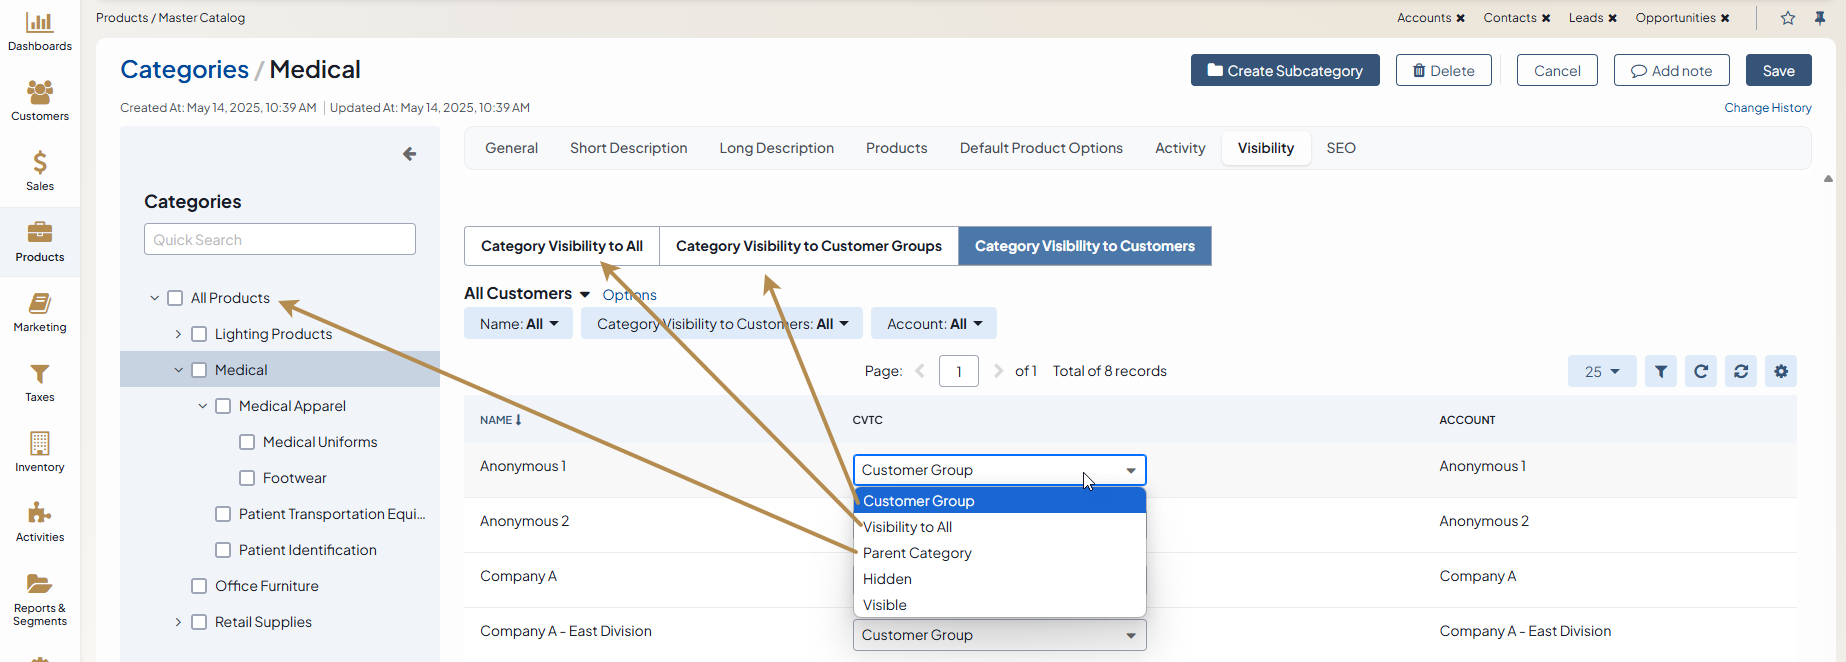 Products / Master Catalog
Accounts ✖ Contacts ✖ Leads ✖ Opportunities ✖
Dashboards
Customers
Sales
Products
Marketing
Taxes
Inventory
Activities
Reports &
Segments
Categories / Medical
Create Subcategory
Delete
Cancel
Add note
Save
Created At: May 14, 2025, 10:39 AM | Updated At: May 14, 2025, 10:39 AM
Change History
Categories
Quick Search
All Products
Lighting Products
Medical
Medical Apparel
Medical Uniforms
Footwear
Patient Transportation Equi...
Patient Identification
Office Furniture
Retail Supplies
General Short Description Long Description Products Default Product Options Activity Visibility SEO
Category Visibility to All Category Visibility to Customer Groups Category Visibility to Customers
All Customers Options
Name: All Category Visibility to Customers: All Account: All
Page: 1 of 1 Total of 8 records
25
NAME CVTC ACCOUNT
Anonymous 1 Customer Group Anonymous 1
Customer Group
Anonymous 2 Visibility to All Anonymous 2
Parent Category
Company A Hidden Company A
Visible
Company A - East Division Customer Group Company A - East Division